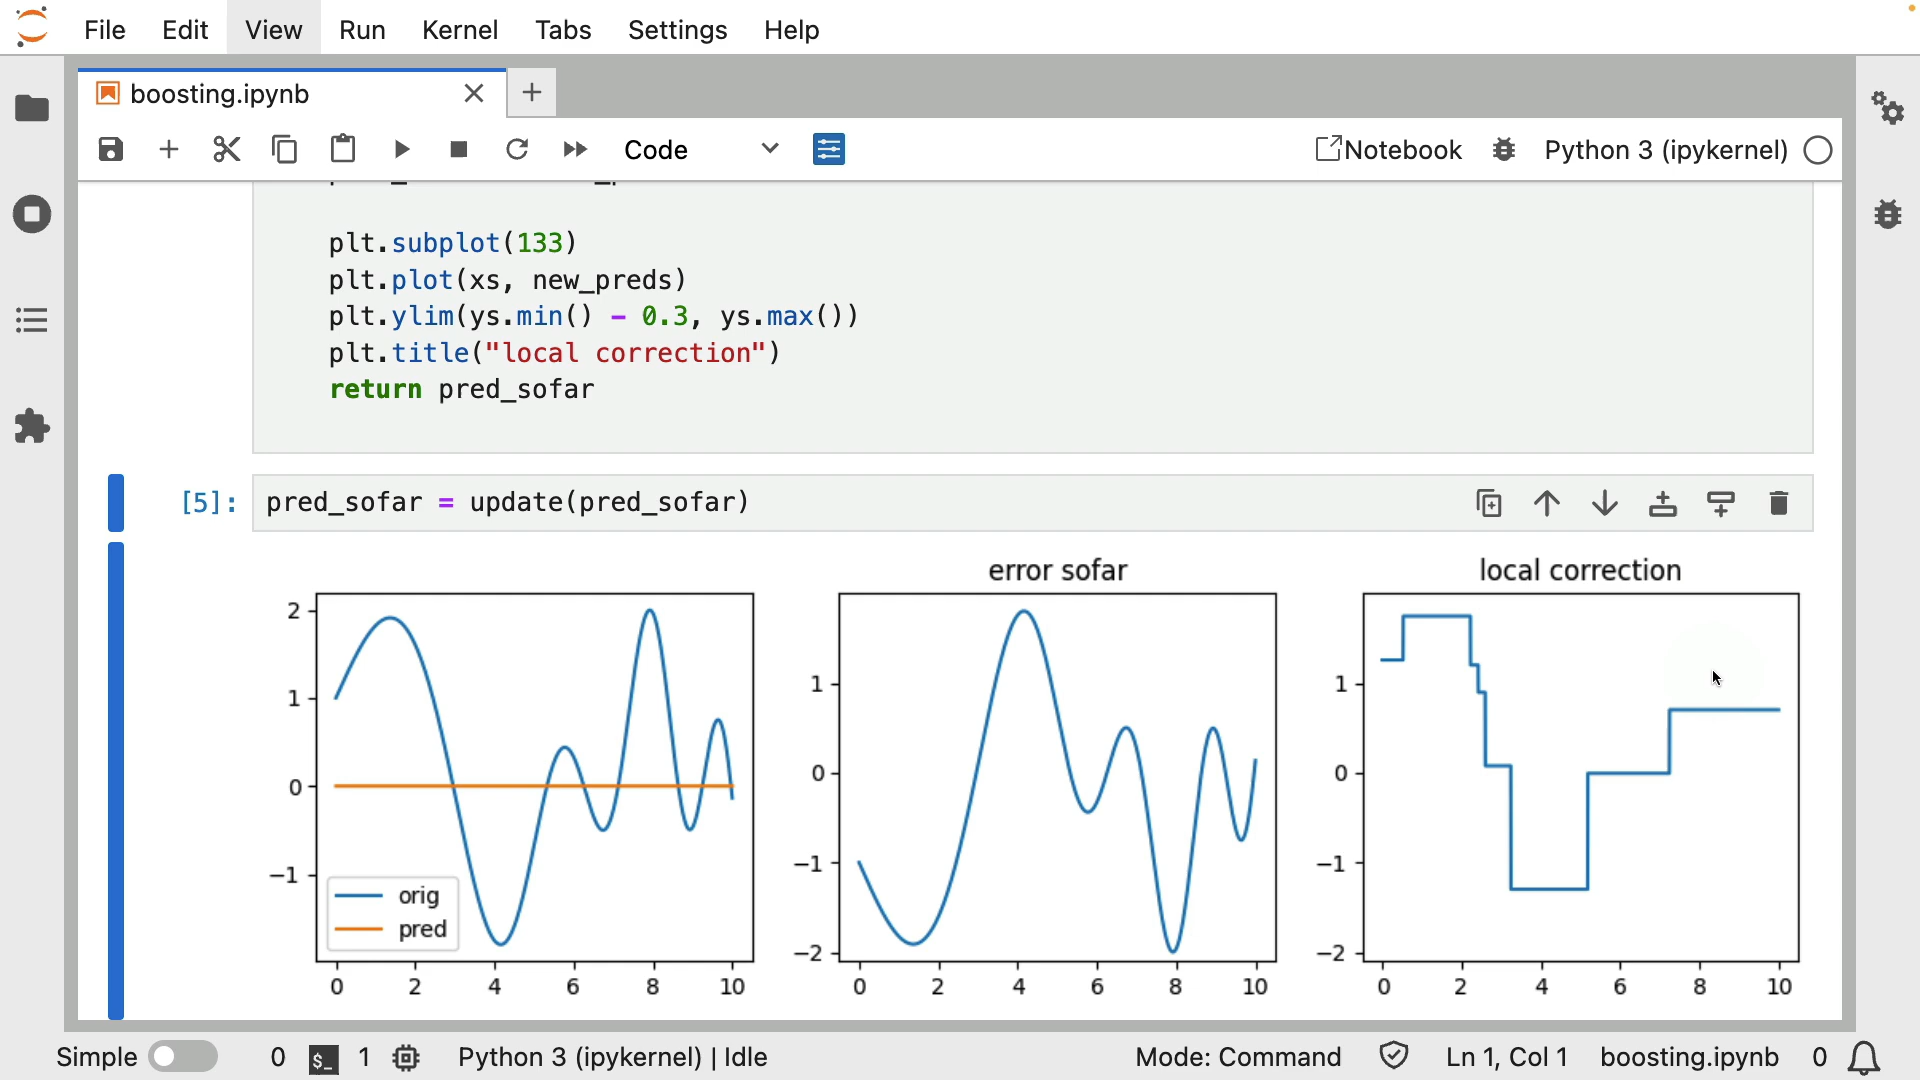 File Edit View Run Kernel Tabs Settings Help
boosting.ipynb
Code Notebook Python 3 (ipykernel)
plt.subplot(133)
plt.plot(xs, new_preds)
plt.ylim(ys.min() - 0.3, ys.max())
plt.title("local correction")
return pred_sofar
[5]: pred_sofar = update(pred_sofar)
error sofar
local correction
2
1
0
-1
orig
pred
0 2 4 6 8 10
1
0
-1
-2
0 2 4 6 8 10
1
0
-1
-2
0 2 4 6 8 10
Simple 0 $_ 1 Python 3 (ipykernel) | Idle Mode: Command Ln 1, Col 1 boosting.ipynb 0